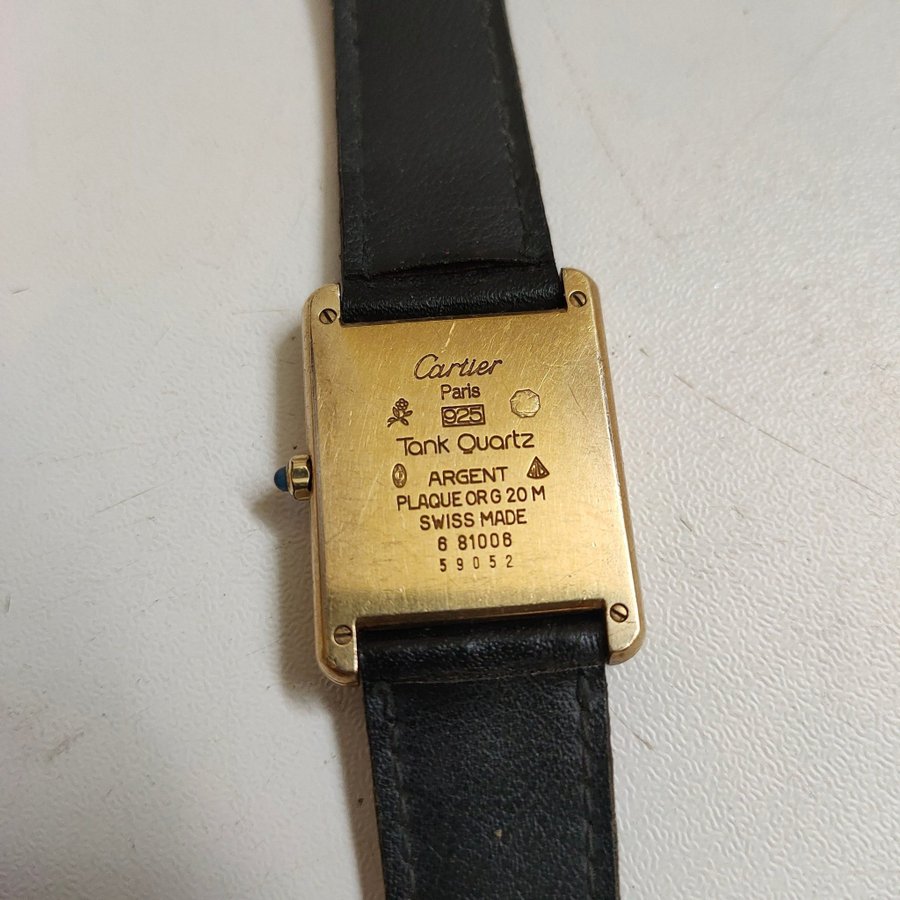 Cartier
Paris
925
Tank Quartz
ARGENT
PLAQUE OR G 20 M
SWISS MADE
6 81006
59052